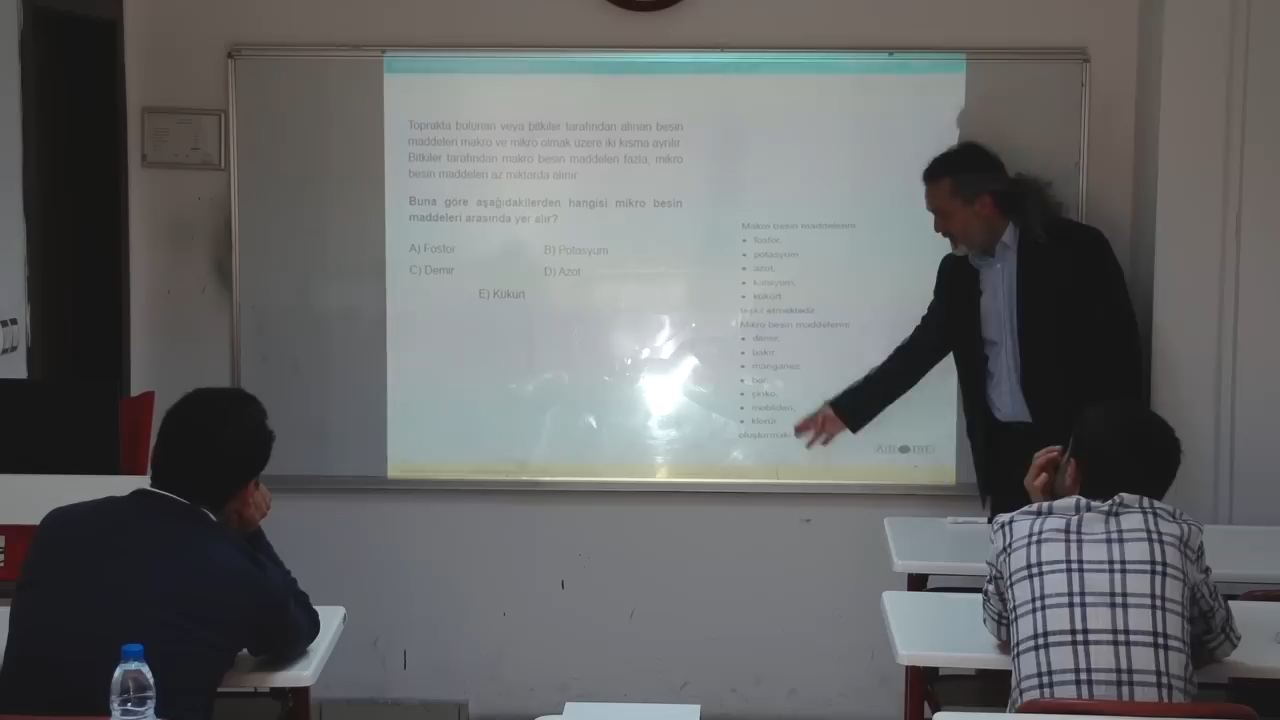 Toprakta bulunan veya bitkiler tarafından alınan besin
maddeleri makro ve mikro olmak üzere iki kısma ayrılır.
Bitkiler tarafından makro besin maddeleri fazla, mikro
besin maddeleri az miktarda alınır.
Buna göre aşağıdakilerden hangisi mikro besin
maddeleri arasında yer alır?
A) Fosfor
B) Potasyum
C) Demir
D) Azot
E) Kükürt
Makro besin maddelerini
• fosfor,
• potasyum
• azot,
• kalsiyum,
• kükürt
teşkil etmektedir
Mikro besin maddelerini
• demir,
• bakır
• manganez
• bor,
• çinko,
• molibden,
• klorür